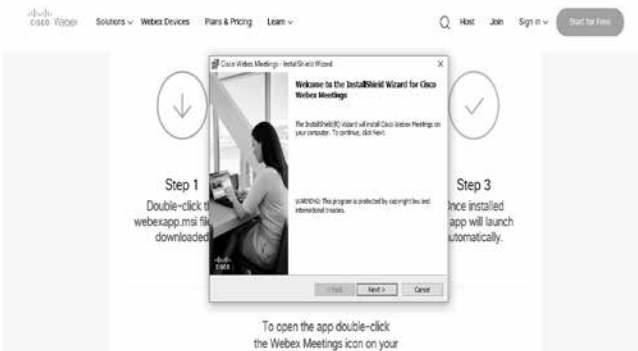 cisco Webex
Solutions
Webex Devices
Plans & Pricing
Learn
Host
Join
Sign in
Start for Free
Cisco Webex Meetings - InstallShield Wizard
X
Welcome to the InstallShield Wizard for Cisco
Webex Meetings
The InstallShield(R) Wizard will install Cisco Webex Meetings on
your computer. To continue, click Next.
WARNING: This program is protected by copyright law and
international treaties.
cisco
< Back
Next >
Cancel
Step 1
Double-click t
webexapp.msi fil
downloaded
Step 3
Once installed
app will launch
automatically.
To open the app double-click
the Webex Meetings icon on your